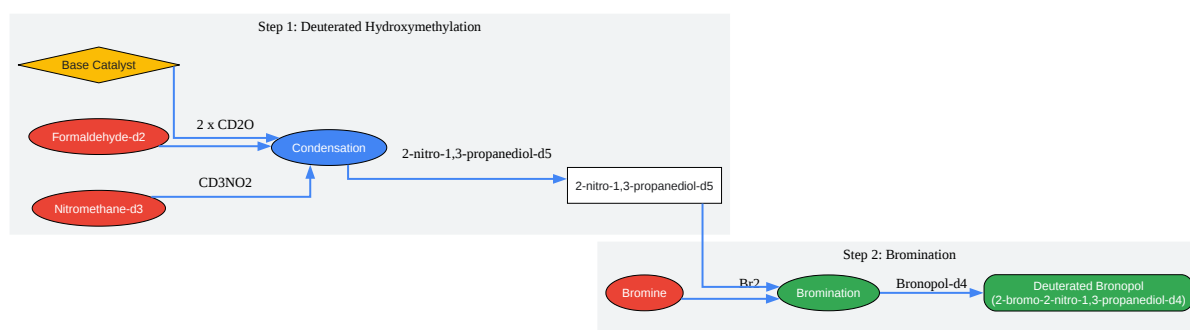 Step 1: Deuterated Hydroxymethylation
Base Catalyst
2 x CD2O
Formaldehyde-d2
Condensation
2-nitro-1,3-propanediol-d5
CD3NO2
Nitromethane-d3
2-nitro-1,3-propanediol-d5
Step 2: Bromination
Br2
Bromine
Bromination
Bronopol-d4
Deuterated Bronopol
(2-bromo-2-nitro-1,3-propanediol-d4)